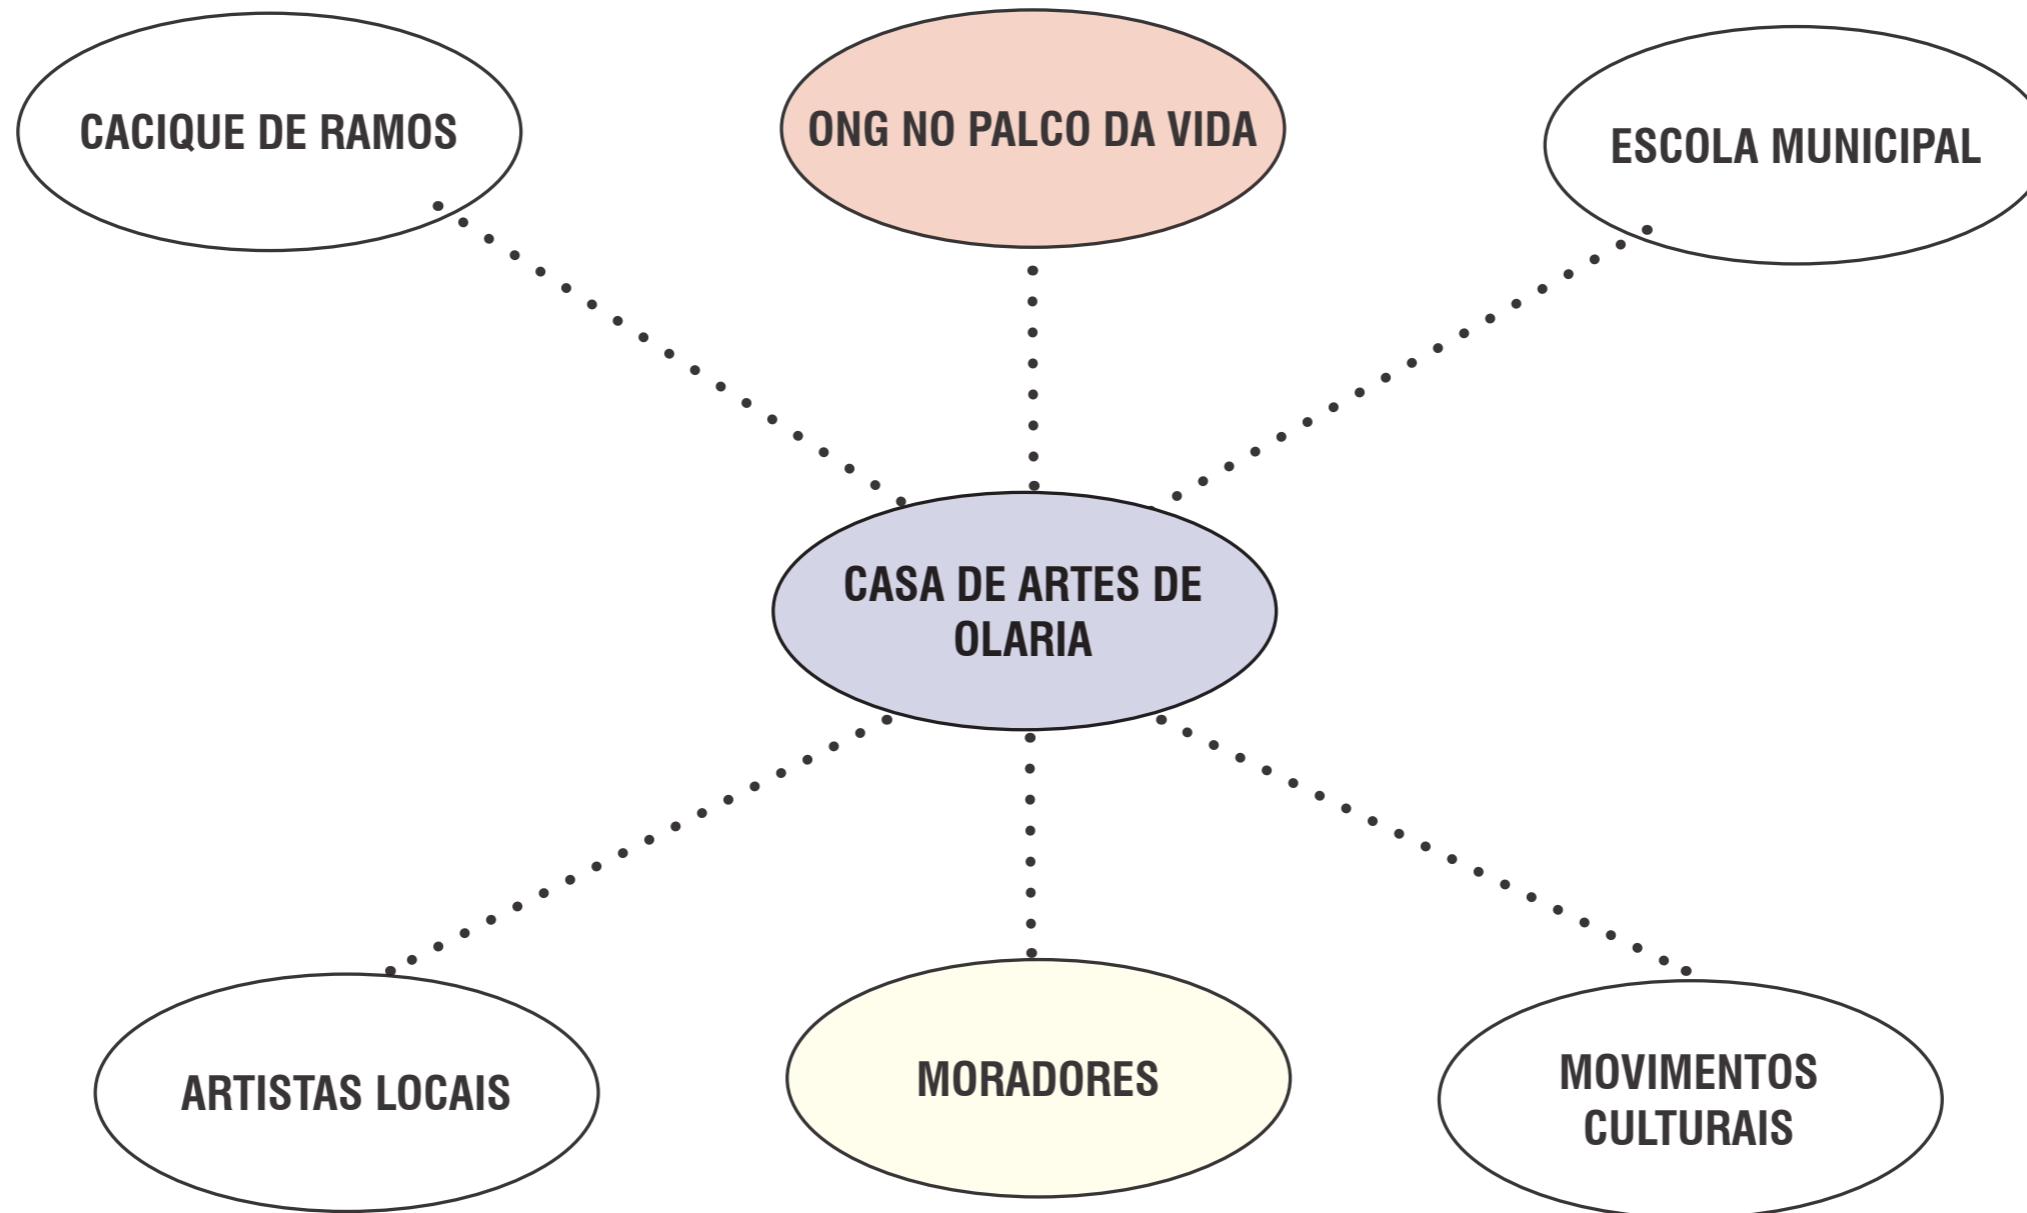 CACIQUE DE RAMOS
ONG NO PALCO DA VIDA
ESCOLA MUNICIPAL
CASA DE ARTES DE
OLARIA
ARTISTAS LOCAIS
MORADORES
MOVIMENTOS
CULTURAIS